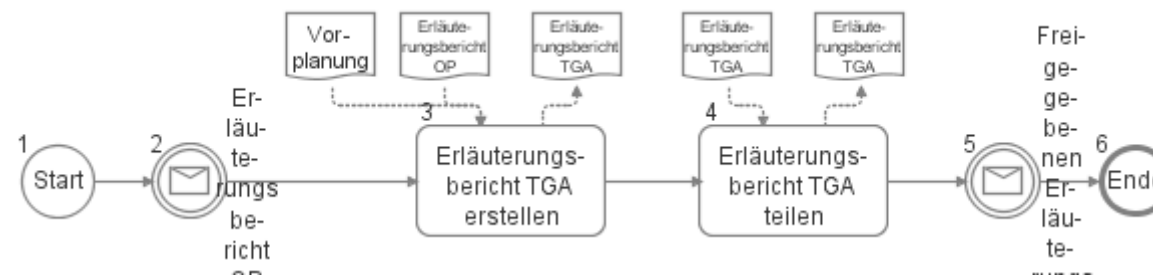 Vor-
planung
Erläute-
rungsbericht
OP
Erläute-
rungsbericht
TGA
Erläute-
rungsbericht
TGA
Erläute-
rungsbericht
TGA
1
Start
2
Er-
läu-
te-
rungs
be-
richt
OP
3
Erläuterungs-
bericht TGA
erstellen
4
Erläuterungs-
bericht TGA
teilen
5
Frei-
ge-
ge-
be-
nen
Er-
läu-
te-
rungs
6
Ende